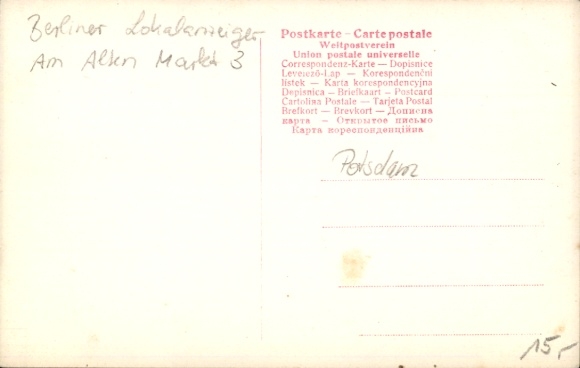 Berliner Lokalanzeiger
Am Alten Markt 3
Postkarte – Carte postale
Weltpostverein
Union postale universelle
Correspondenz-Karte — Dopisnice
Levelező-Lap — Korespondenční
lístek — Karta korespondencyjna
Dopisnica — Briefkaart — Postcard
Cartolina Postale — Tarjeta Postal
Brefkort — Brevkort — Дописна
карта — Открытое письмо
Карта кореспонденційна
Potsdam
15,-